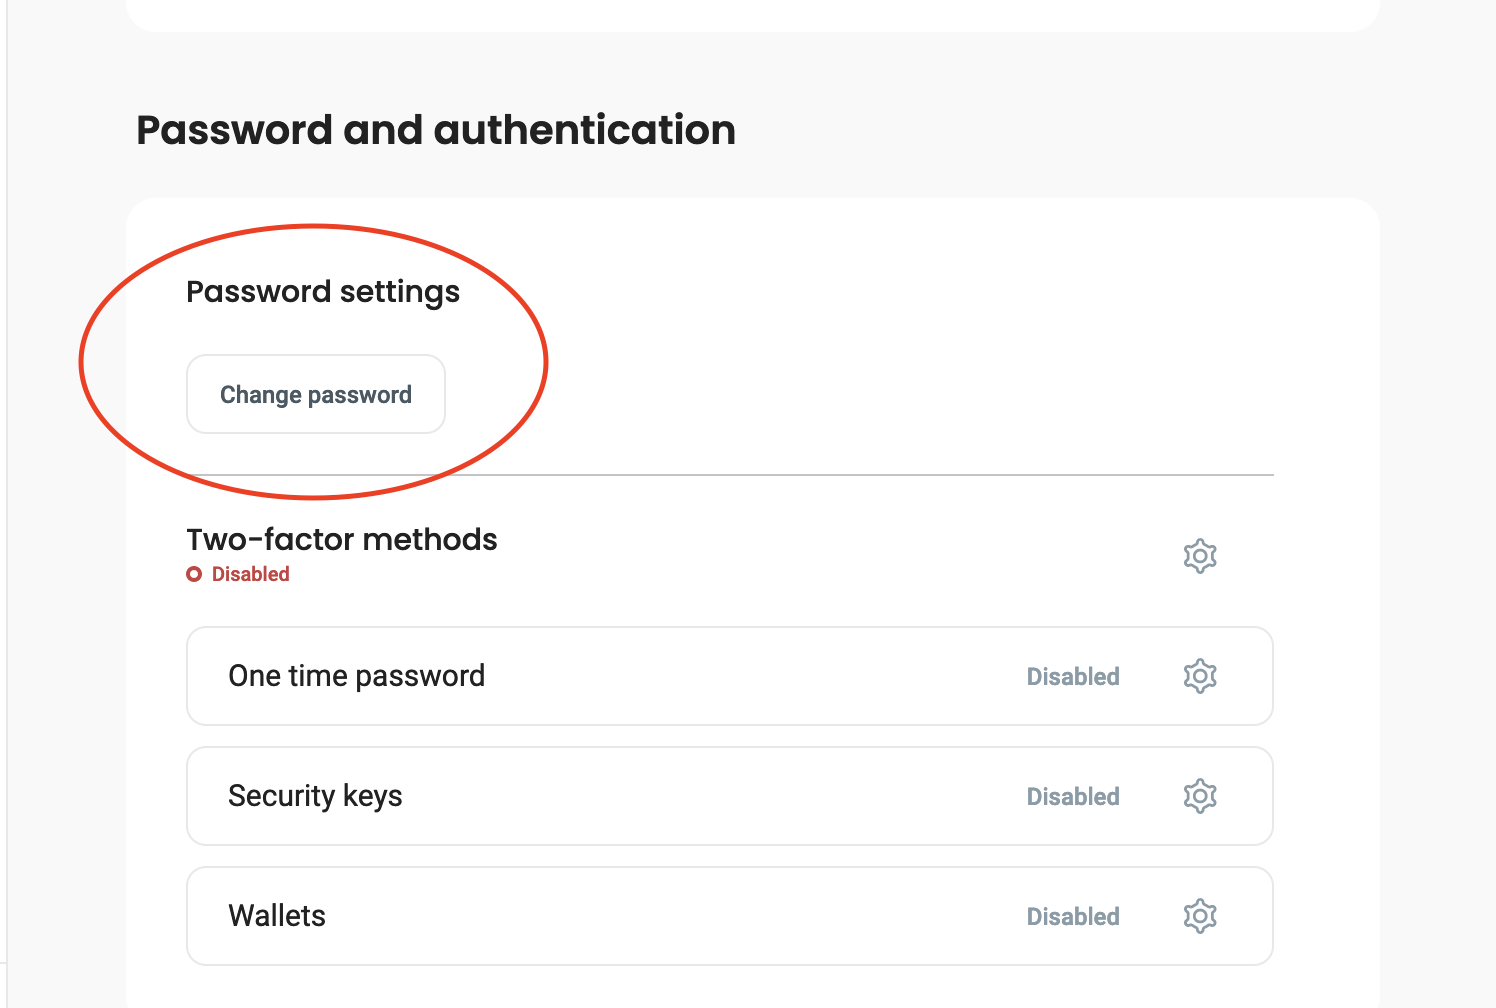 Password and authentication
Password settings
Change password
Two-factor methods
Disabled
One time password Disabled
Security keys Disabled
Wallets Disabled